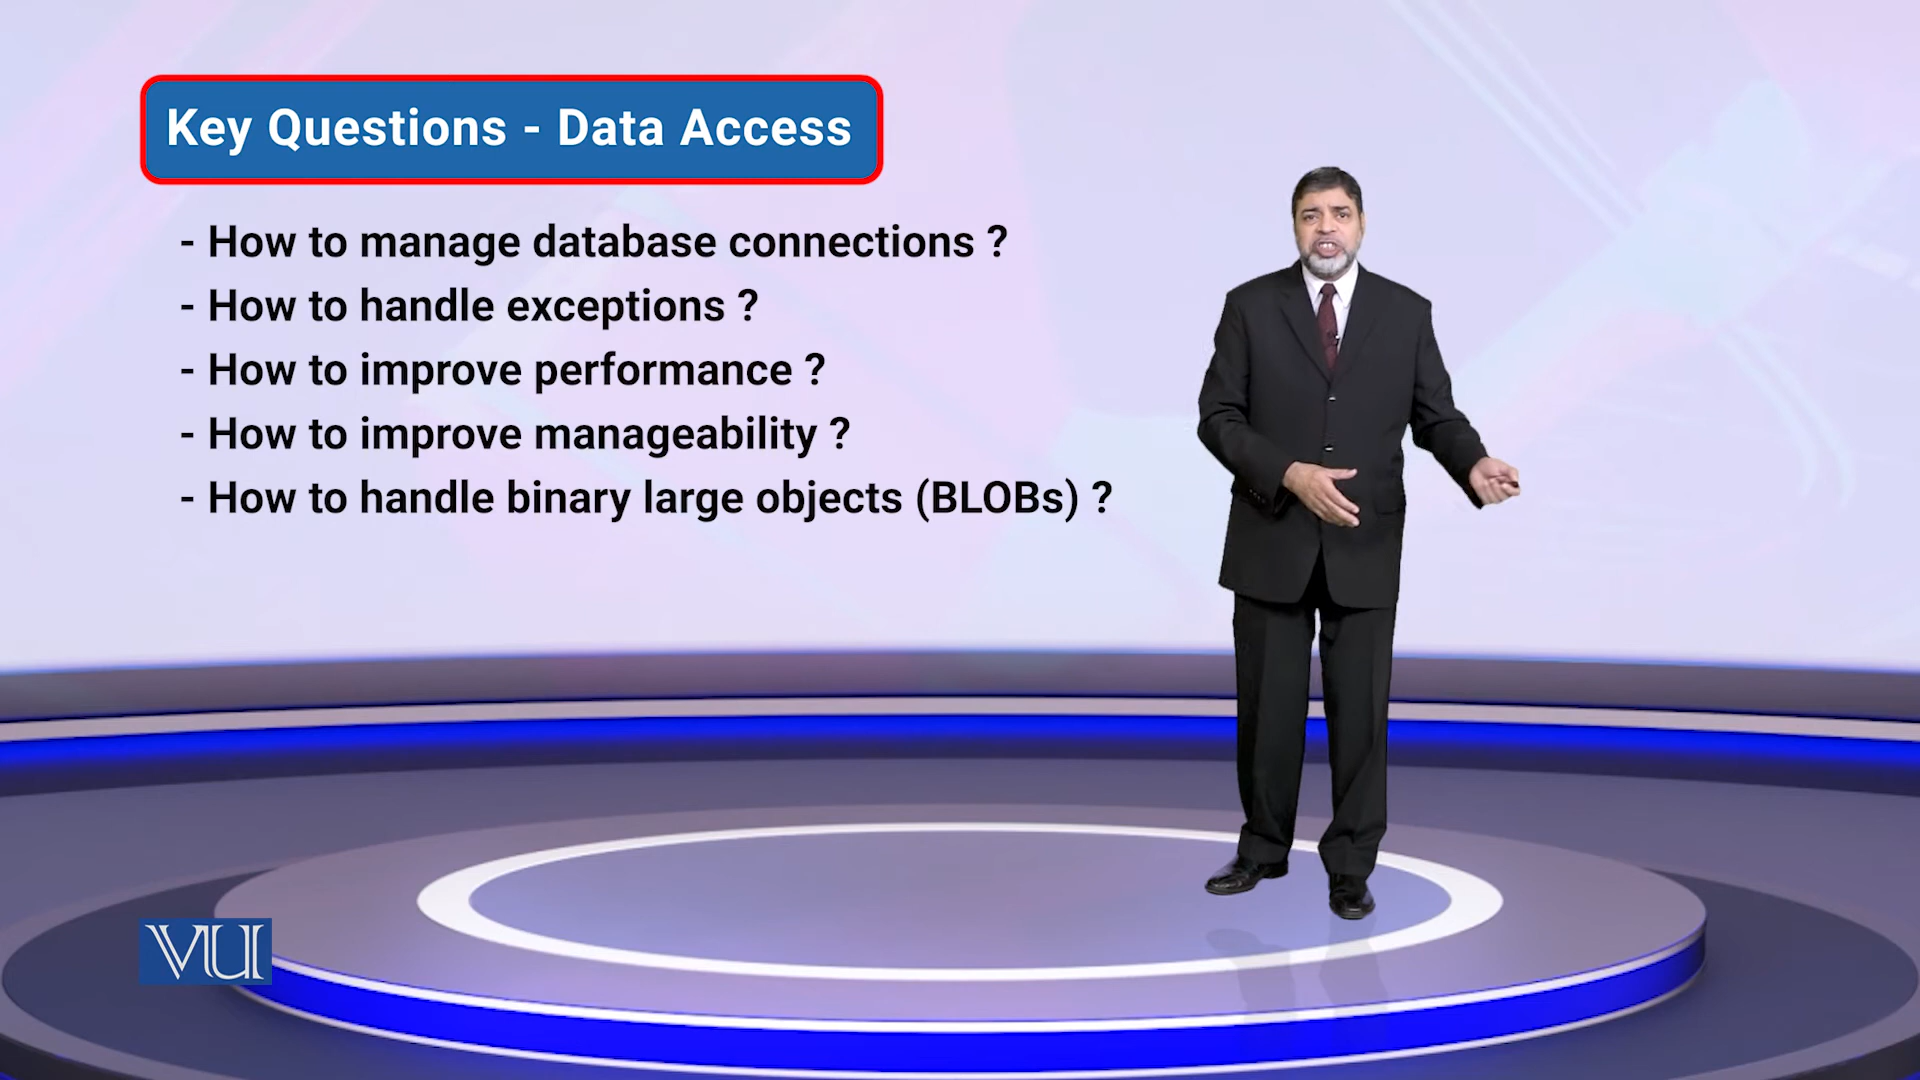 Key Questions - Data Access
- How to manage database connections ?
- How to handle exceptions ?
- How to improve performance ?
- How to improve manageability ?
- How to handle binary large objects (BLOBs) ?
VU